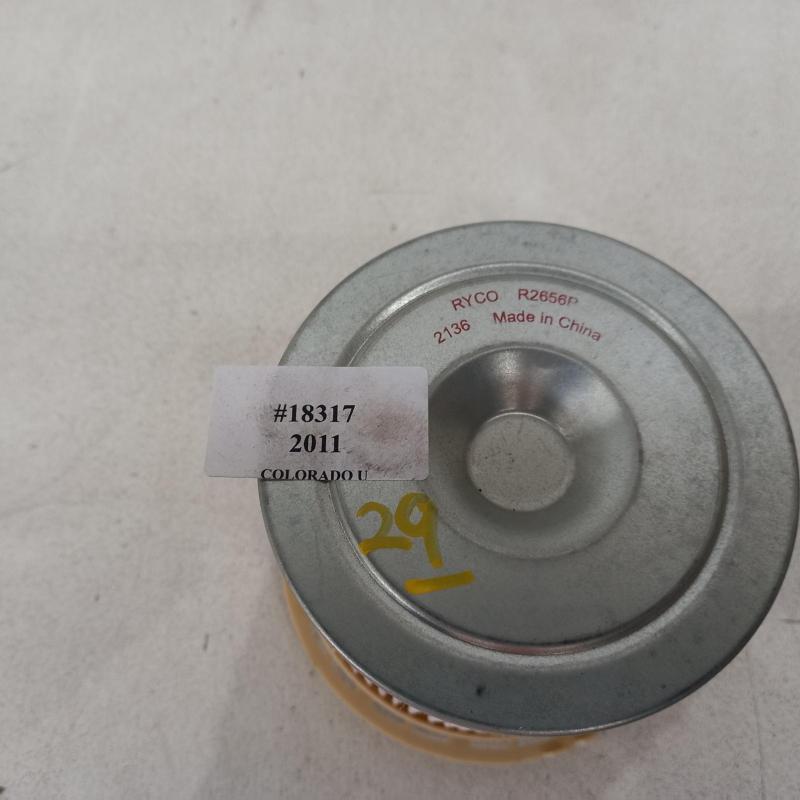 RYCO R2656P
2136 Made in China
#18317
2011
COLORADO U
29